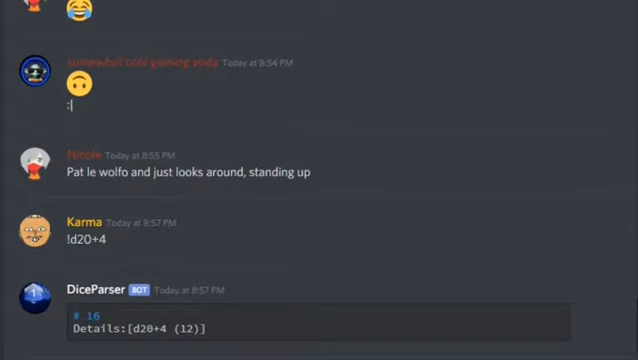 somewhat cool gaming yoda Today at 8:54 PM
:|
Nicole Today at 8:55 PM
Pat le wolfo and just looks around, standing up
Karma Today at 8:57 PM
!d20+4
DiceParser BOT Today at 8:57 PM
# 16
Details:[d20+4 (12)]